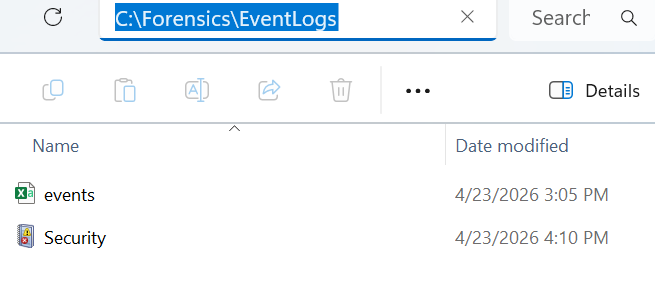 C:\Forensics\EventLogs Search
Details
Name Date modified
events 4/23/2026 3:05 PM
Security 4/23/2026 4:10 PM